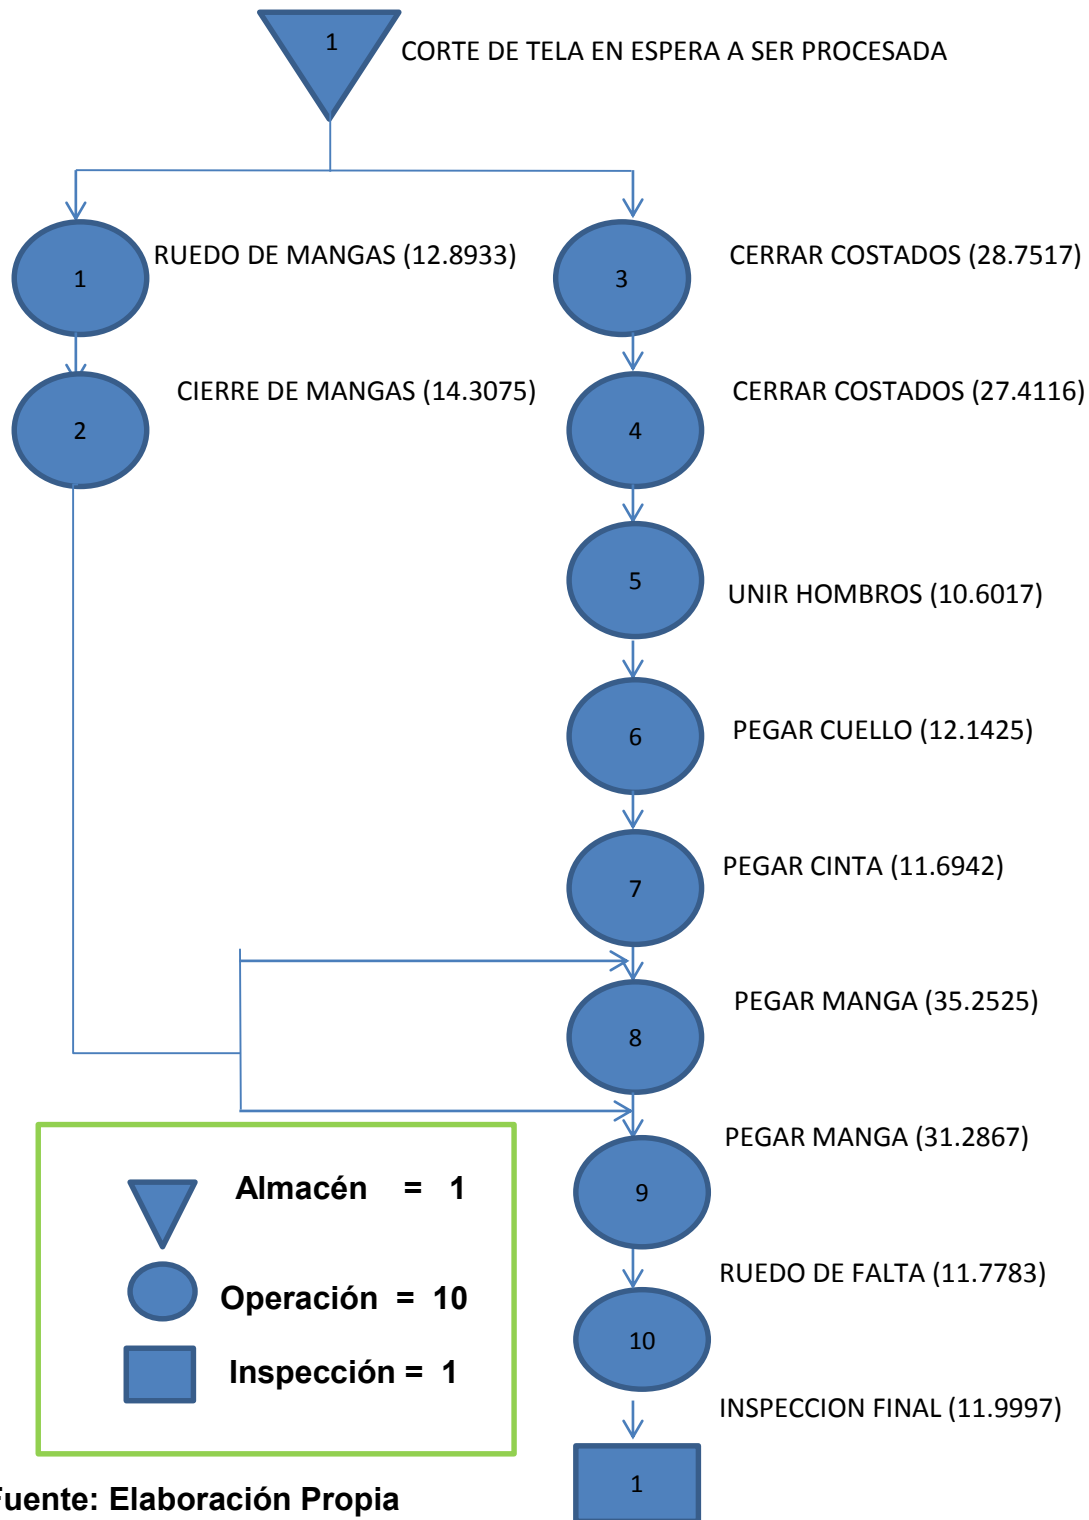 1
CORTE DE TELA EN ESPERA A SER PROCESADA
RUEDO DE MANGAS (12.8933)
1
CERRAR COSTADOS (28.7517)
3
CIERRE DE MANGAS (14.3075)
2
CERRAR COSTADOS (27.4116)
4
5
UNIR HOMBROS (10.6017)
6
PEGAR CUELLO (12.1425)
PEGAR CINTA (11.6942)
7
PEGAR MANGA (35.2525)
8
PEGAR MANGA (31.2867)
9
RUEDO DE FALTA (11.7783)
10
INSPECCION FINAL (11.9997)
1
Almacén = 1
Operación = 10
Inspección = 1
Fuente: Elaboración Propia